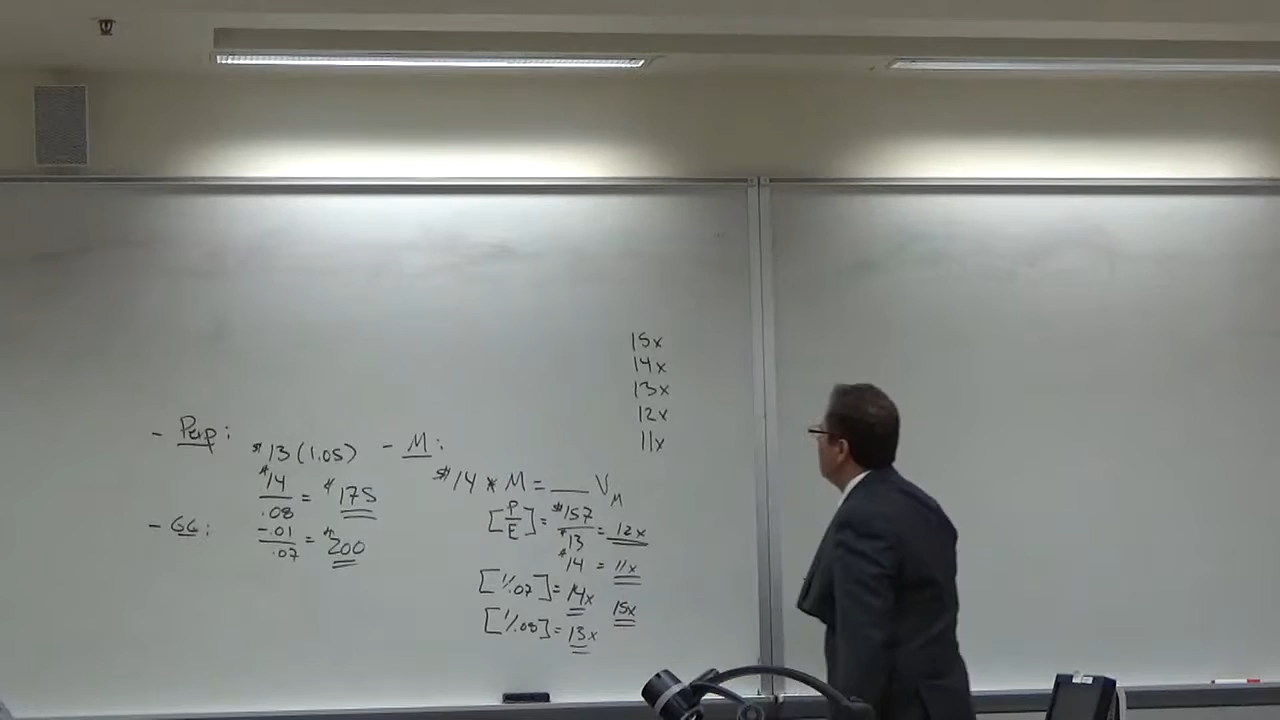 15x
14x
13x
12x
11x
- Perp:
$13(1.05)
$14
.08
= $175
- GG:
-.01
.07
= $200
- M:
$14 * M = ___ VM
[P/E] = $157
$13
= 12x
$14 = 11x
[1/.07] = 14x
15x
[1/.08] = 13x